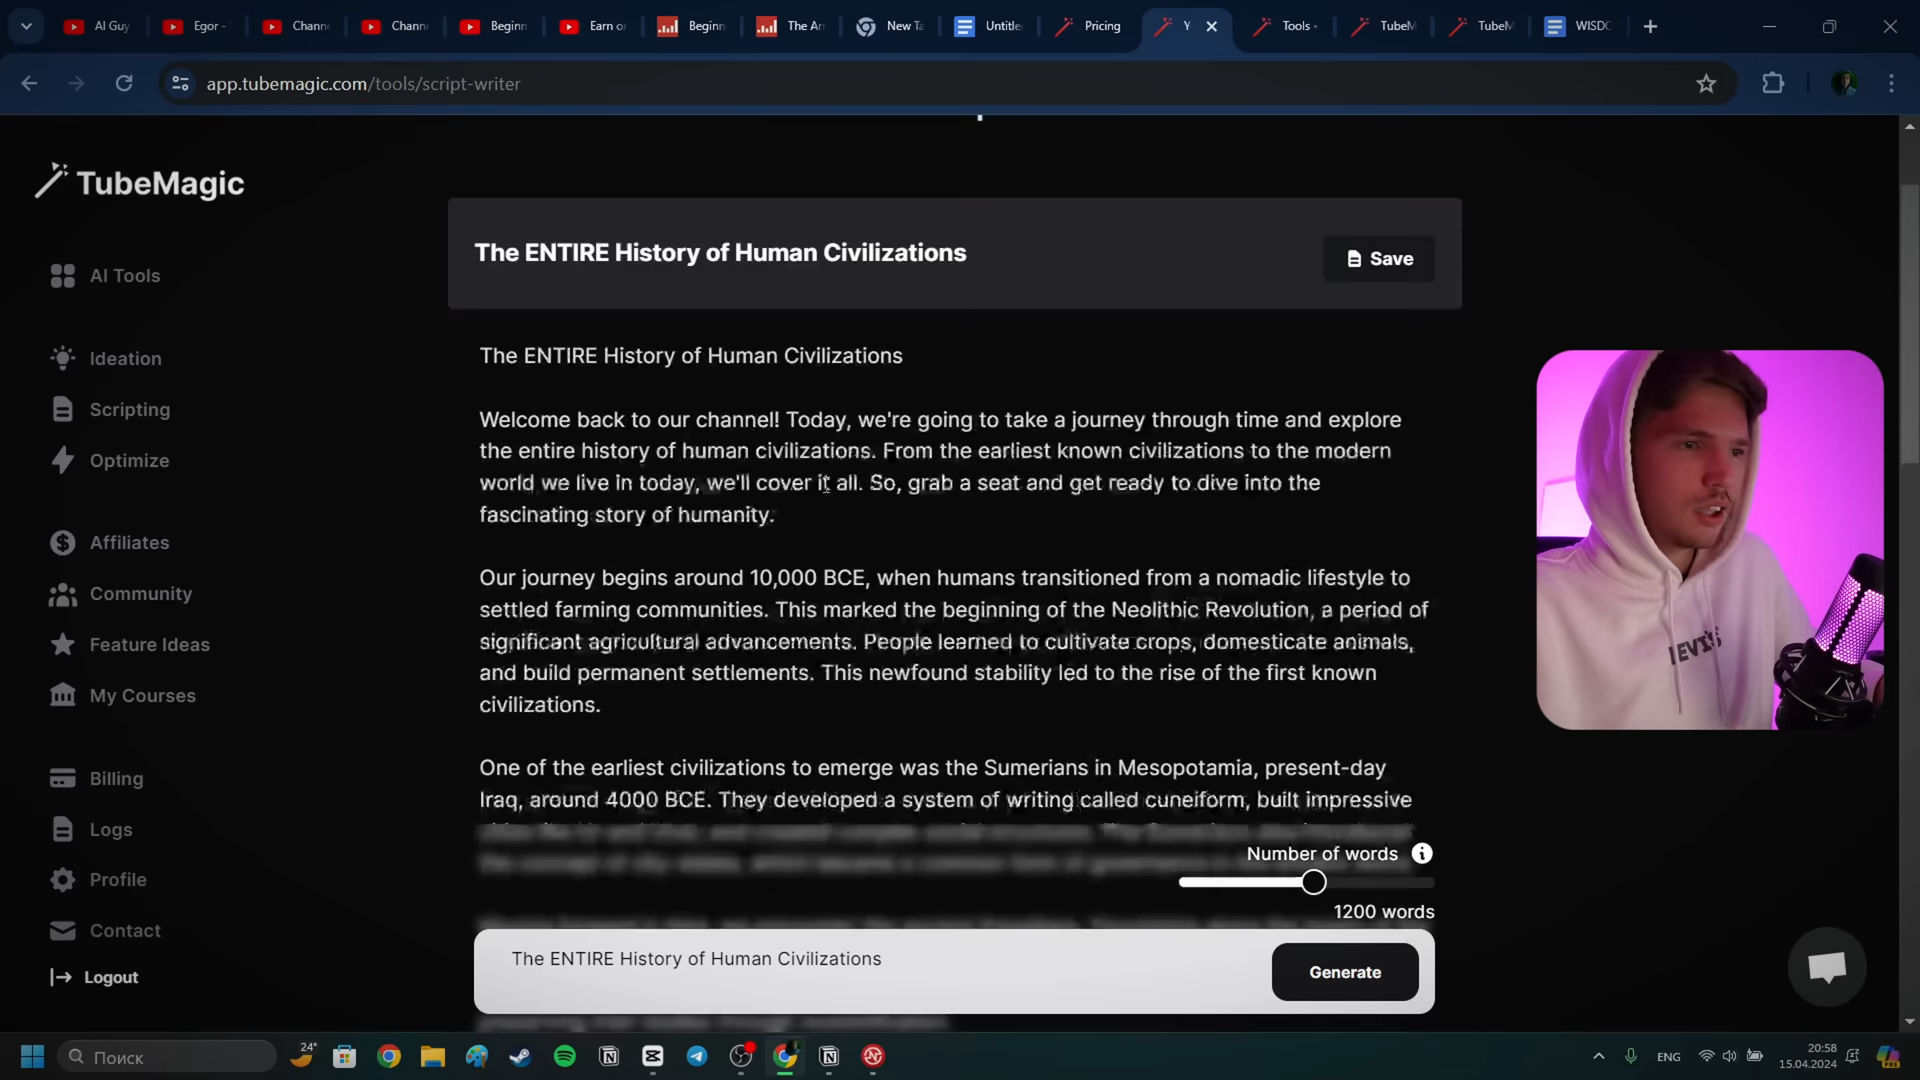 AI Guy
Egor -
Chann
Chann
Beginn
Earn or
Beginn
The Ar
New Ta
Untitle
Pricing
Y
Tools -
TubeM
TubeM
WISDC
app.tubemagic.com/tools/script-writer
TubeMagic
AI Tools
Ideation
Scripting
Optimize
Affiliates
Community
Feature Ideas
My Courses
Billing
Logs
Profile
Contact
Logout
The ENTIRE History of Human Civilizations
Save
The ENTIRE History of Human Civilizations
Welcome back to our channel! Today, we're going to take a journey through time and explore
the entire history of human civilizations. From the earliest known civilizations to the modern
world we live in today, we'll cover it all. So, grab a seat and get ready to dive into the
fascinating story of humanity.
Our journey begins around 10,000 BCE, when humans transitioned from a nomadic lifestyle to
settled farming communities. This marked the beginning of the Neolithic Revolution, a period of
significant agricultural advancements. People learned to cultivate crops, domesticate animals,
and build permanent settlements. This newfound stability led to the rise of the first known
civilizations.
One of the earliest civilizations to emerge was the Sumerians in Mesopotamia, present-day
Iraq, around 4000 BCE. They developed a system of writing called cuneiform, built impressive
Number of words
1200 words
The ENTIRE History of Human Civilizations
Generate
LEVI'S
24°
Поиск
ENG
20:58
15.04.2024
PRE